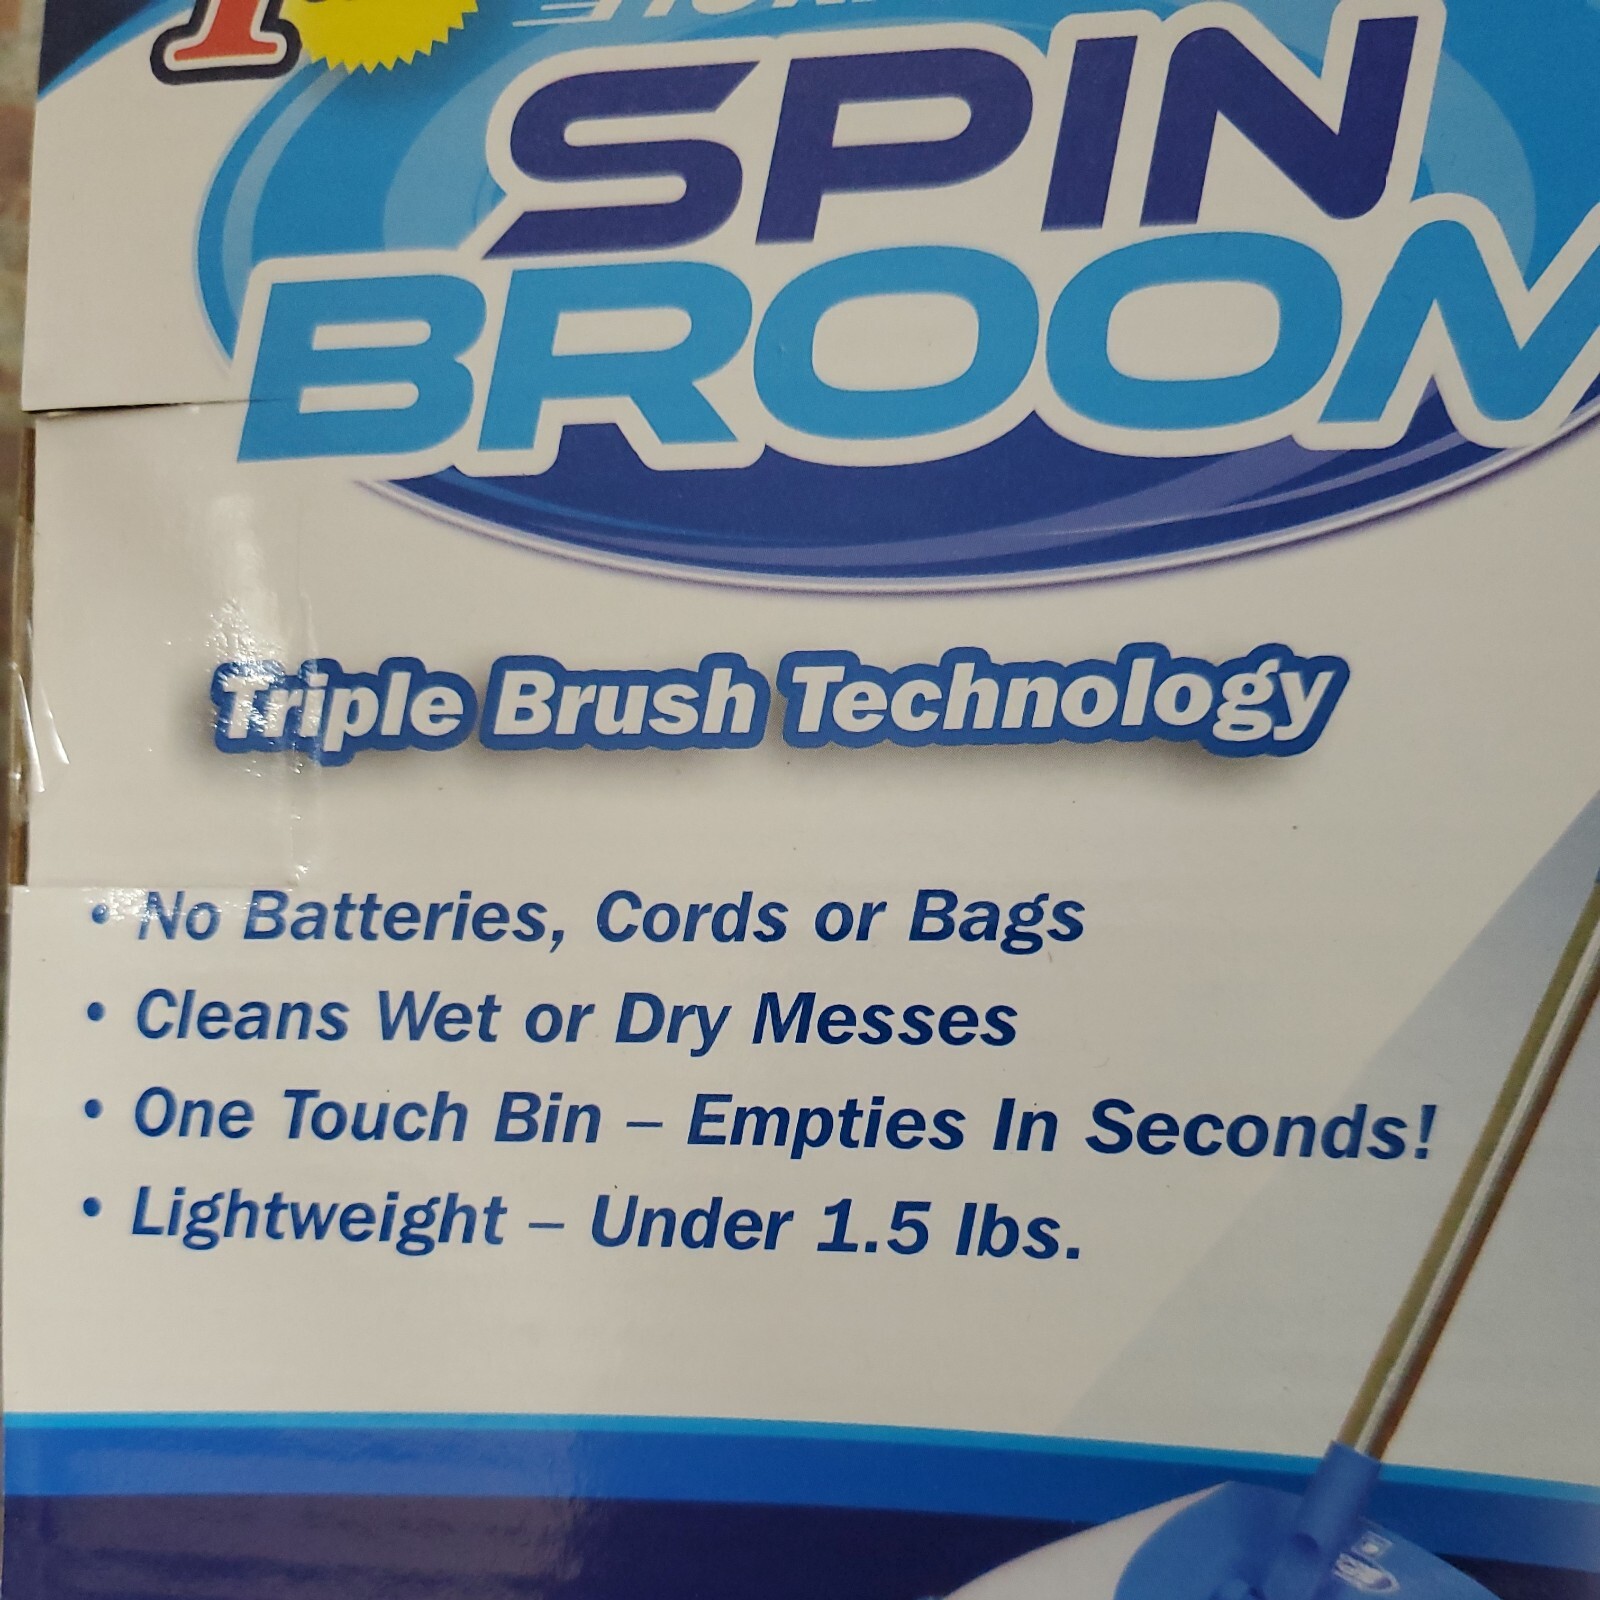 SPIN
BROOM
Triple Brush Technology
• No Batteries, Cords or Bags
• Cleans Wet or Dry Messes
• One Touch Bin – Empties In Seconds!
• Lightweight – Under 1.5 lbs.